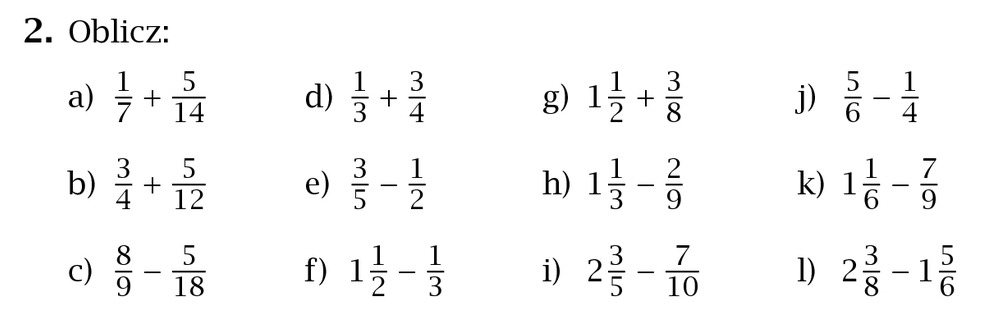 2. Oblicz:
a) 1/7 + 5/14 d) 1/3 + 3/4 g) 1 1/2 + 3/8 j) 5/6 − 1/4
b) 3/4 + 5/12 e) 3/5 − 1/2 h) 1 1/3 − 2/9 k) 1 1/6 − 7/9
c) 8/9 − 5/18 f) 1 1/2 − 1/3 i) 2 3/5 − 7/10 l) 2 3/8 − 1 5/6